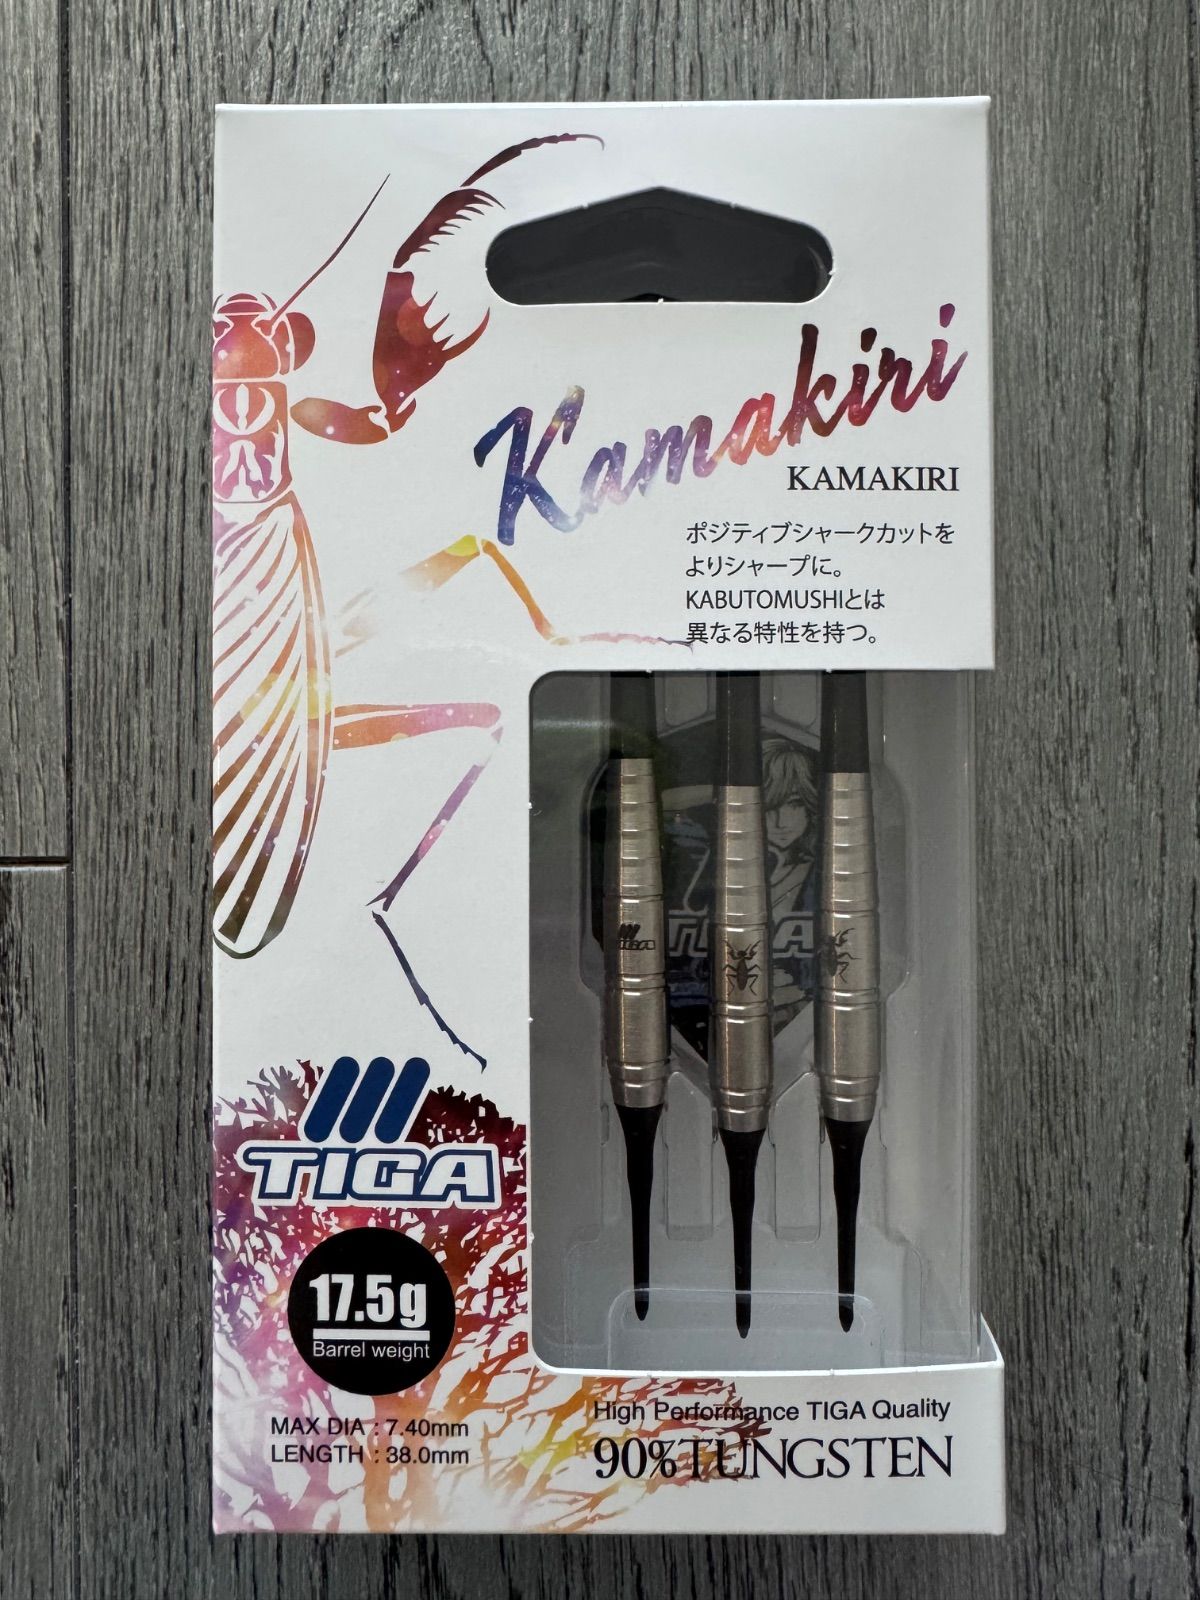 Kamakiri
KAMAKIRI
ポジティブシャークカットを
よりシャープに。
KABUTOMUSHIとは
異なる特性を持つ。
TIGA
TIGA
TIGA
17.5g
Barrel weight
MAX DIA : 7.40mm
LENGTH : 38.0mm
High Performance TIGA Quality
90%TUNGSTEN